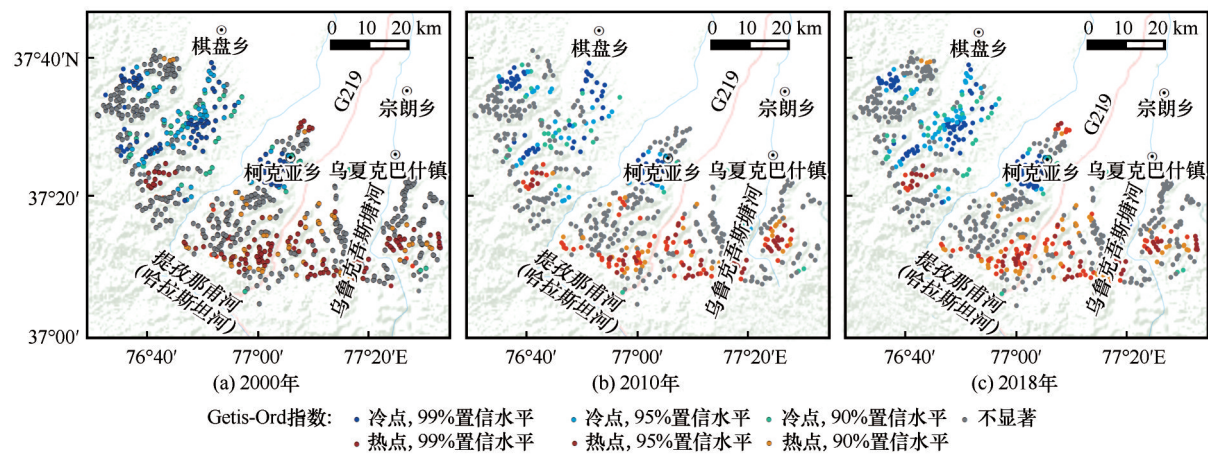 0 10 20 km
棋盘乡
37°40′N
G219
宗朗乡
柯克亚乡
乌夏克巴什镇
37°20′
乌鲁克吾斯塘河
提孜那甫河
(哈拉斯坦河)
37°00′
76°40′ 77°00′ 77°20′E
(a) 2000年
0 10 20 km
棋盘乡
G219
宗朗乡
柯克亚乡
乌夏克巴什镇
乌鲁克吾斯塘河
提孜那甫河
(哈拉斯坦河)
76°40′ 77°00′ 77°20′E
(b) 2010年
0 10 20 km
棋盘乡
G219
宗朗乡
柯克亚乡
乌夏克巴什镇
乌鲁克吾斯塘河
提孜那甫河
(哈拉斯坦河)
76°40′ 77°00′ 77°20′E
(c) 2018年
Getis-Ord指数: 冷点, 99%置信水平 冷点, 95%置信水平 冷点, 90%置信水平 不显著
热点, 99%置信水平 热点, 95%置信水平 热点, 90%置信水平